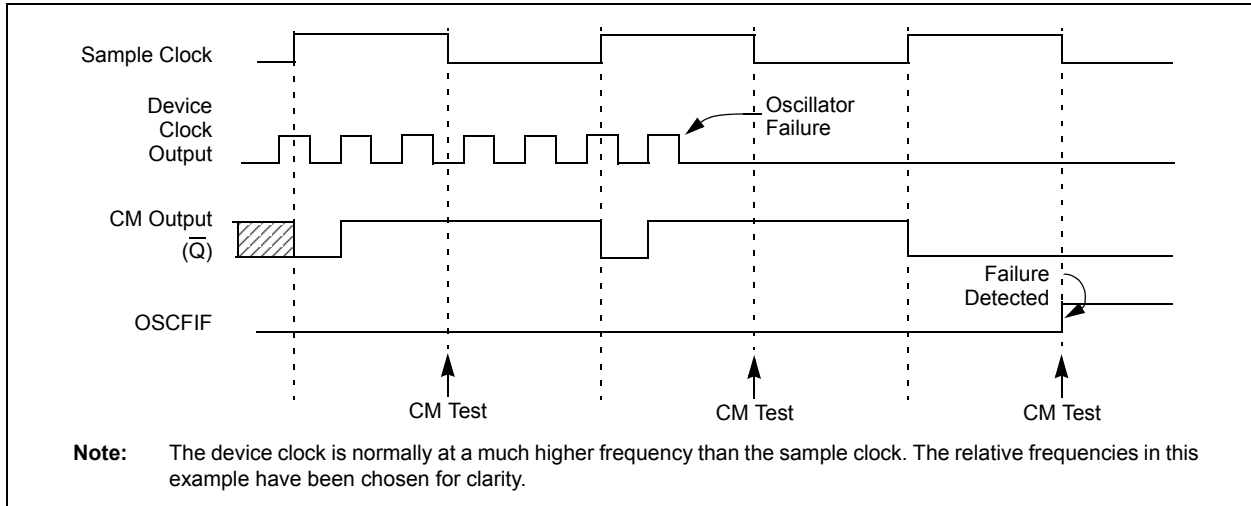 Sample Clock
Device
Clock
Output
Oscillator
Failure
CM Output
(Q̅)
Failure
Detected
OSCFIF
CM Test
CM Test
CM Test
Note: The device clock is normally at a much higher frequency than the sample clock. The relative frequencies in this
example have been chosen for clarity.